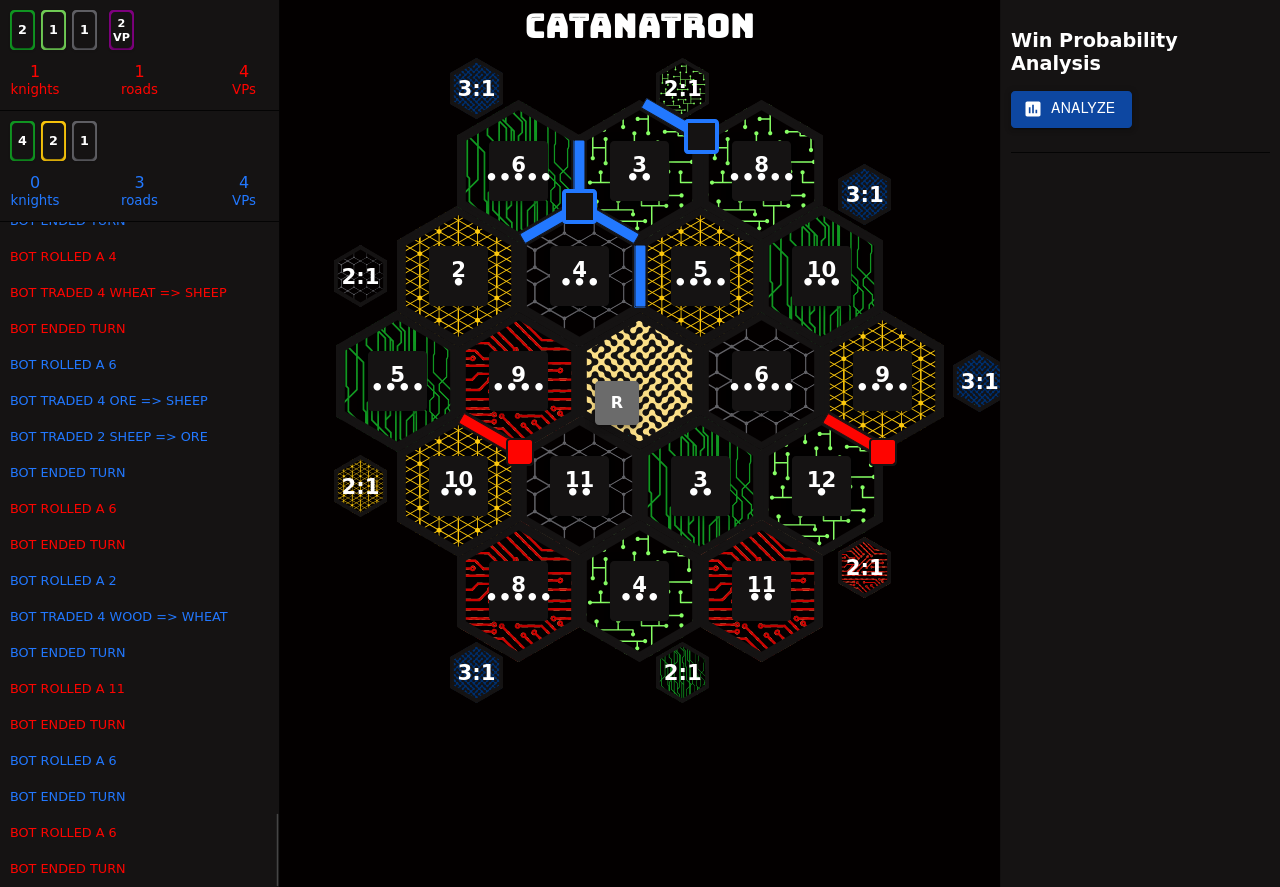 2 1 1 2 VP
1 1 4
knights roads VPs
4 2 1
0 3 4
knights roads VPs
BOT ENDED TURN
BOT ROLLED A 4
BOT TRADED 4 WHEAT => SHEEP
BOT ENDED TURN
BOT ROLLED A 6
BOT TRADED 4 ORE => SHEEP
BOT TRADED 2 SHEEP => ORE
BOT ENDED TURN
BOT ROLLED A 6
BOT ENDED TURN
BOT ROLLED A 2
BOT TRADED 4 WOOD => WHEAT
BOT ENDED TURN
BOT ROLLED A 11
BOT ENDED TURN
BOT ROLLED A 6
BOT ENDED TURN
BOT ROLLED A 6
BOT ENDED TURN
CATANATRON
3:1 2:1
6 3 8
3:1
2:1 2 4 5 10
5 9 6 9 3:1
R
2:1 10 11 3 12
2:1
8 4 11
3:1 2:1
Win Probability
Analysis
ANALYZE